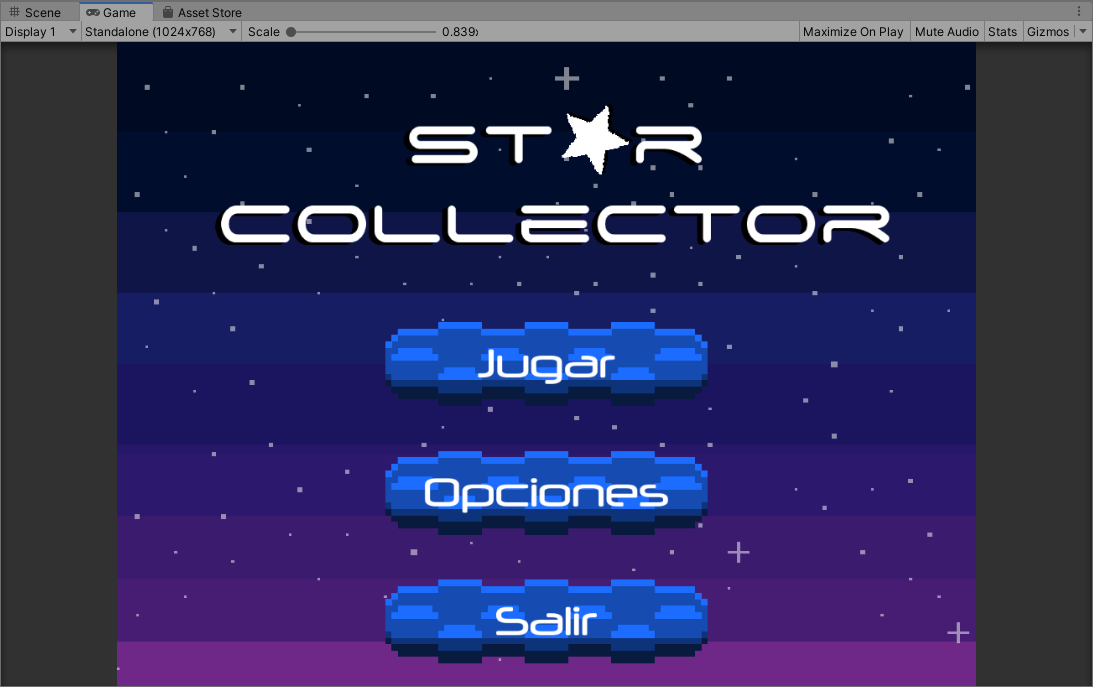 Scene Game Asset Store
Display 1 Standalone (1024x768) Scale 0.839x Maximize On Play Mute Audio Stats Gizmos
ST R
COLLECTOR
Jugar
Opciones
Salir